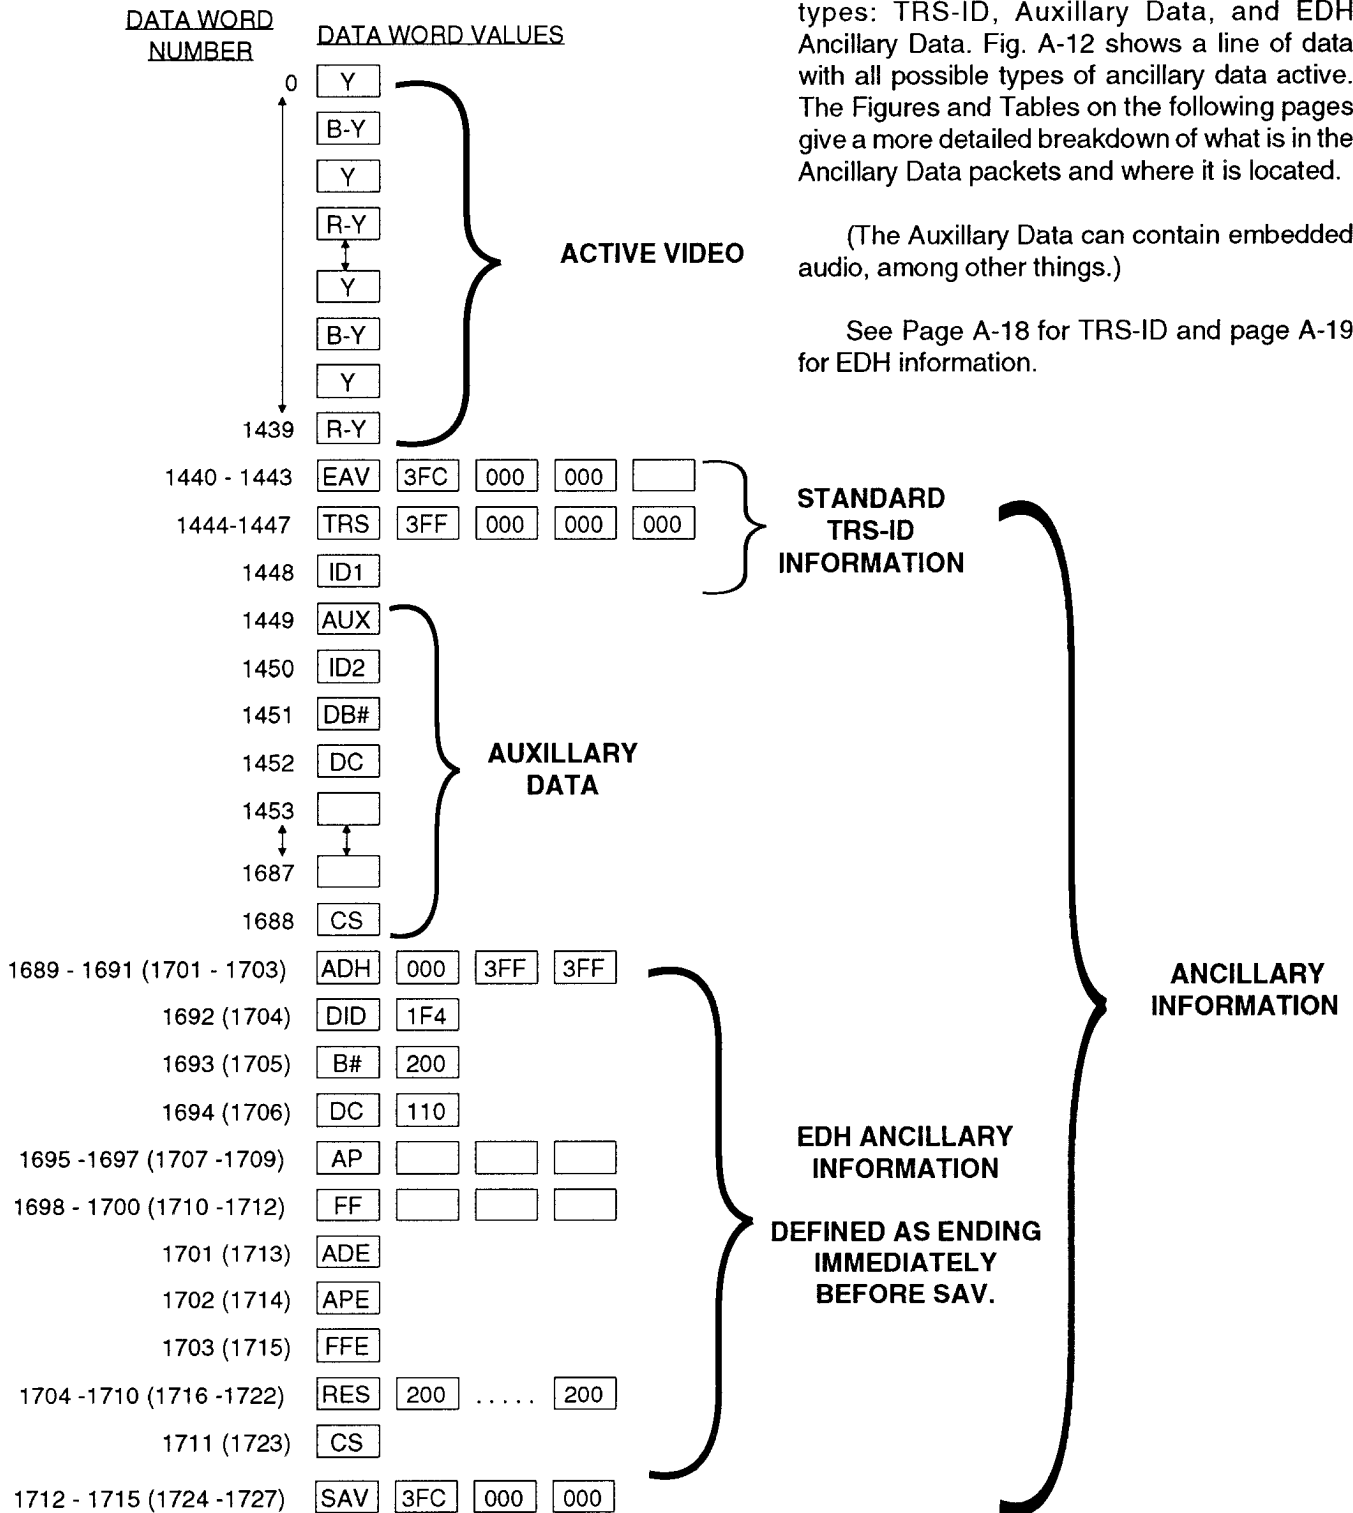 types: TRS-ID, Auxillary Data, and EDH
Ancillary Data. Fig. A-12 shows a line of data
with all possible types of ancillary data active.
The Figures and Tables on the following pages
give a more detailed breakdown of what is in the
Ancillary Data packets and where it is located.
(The Auxillary Data can contain embedded
audio, among other things.)
See Page A-18 for TRS-ID and page A-19
for EDH information.
DATA WORD
NUMBER
DATA WORD VALUES
0 Y
B-Y
Y
R-Y
Y
B-Y
Y
1439 R-Y
ACTIVE VIDEO
1440 - 1443 EAV 3FC 000 000
1444-1447 TRS 3FF 000 000 000
1448 ID1
STANDARD
TRS-ID
INFORMATION
1449 AUX
1450 ID2
1451 DB#
1452 DC
1453
1687
1688 CS
AUXILLARY
DATA
1689 - 1691 (1701 - 1703) ADH 000 3FF 3FF
1692 (1704) DID 1F4
1693 (1705) B# 200
1694 (1706) DC 110
1695 -1697 (1707 -1709) AP
1698 - 1700 (1710 -1712) FF
1701 (1713) ADE
1702 (1714) APE
1703 (1715) FFE
1704 -1710 (1716 -1722) RES 200 ..... 200
1711 (1723) CS
EDH ANCILLARY
INFORMATION
DEFINED AS ENDING
IMMEDIATELY
BEFORE SAV.
1712 - 1715 (1724 -1727) SAV 3FC 000 000
ANCILLARY
INFORMATION